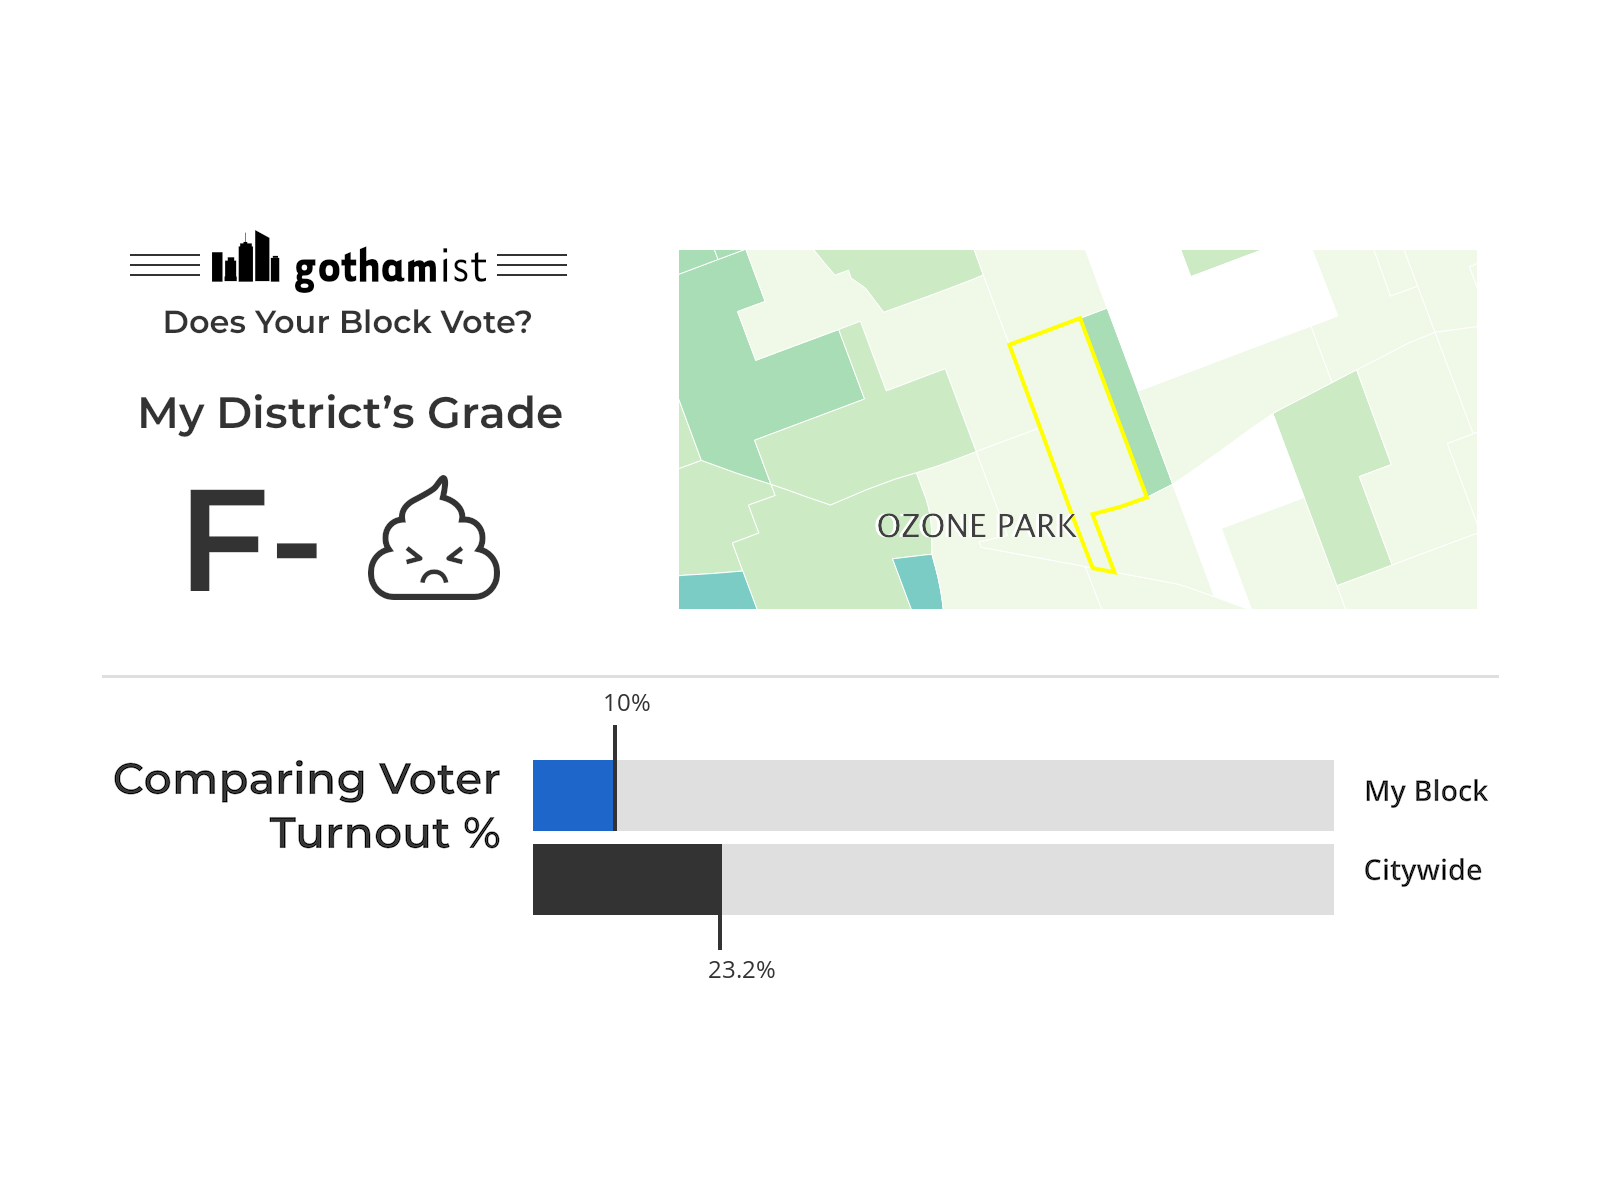 gothamist
Does Your Block Vote?
My District's Grade
F-
OZONE PARK
10%
Comparing Voter
Turnout %
My Block
Citywide
23.2%